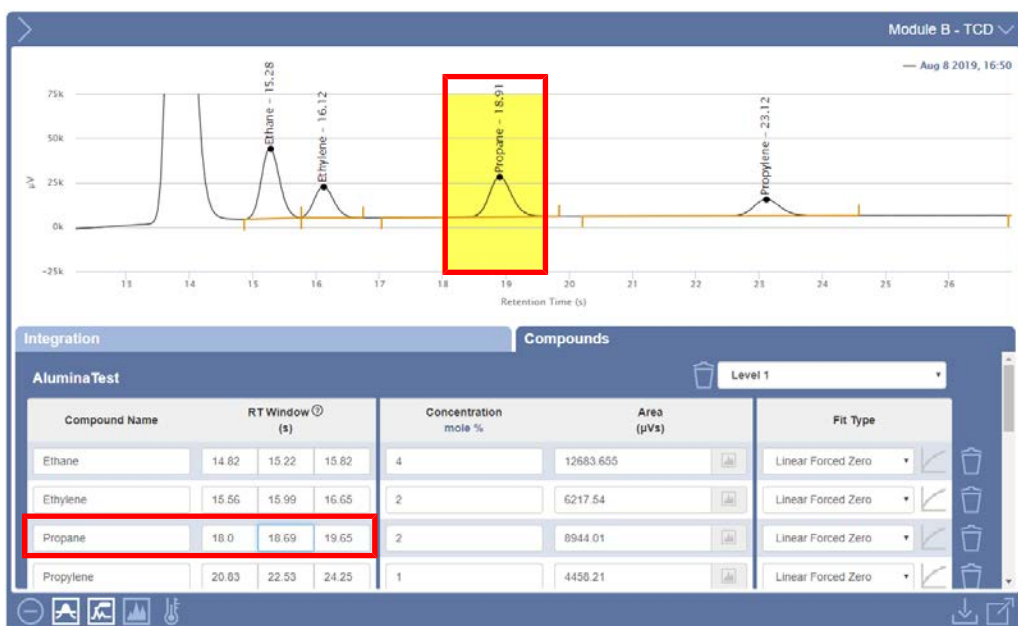 Module B - TCD
Aug 8 2019, 16:50
75k
50k
25k
0k
-25k
μV
Ethane - 15.28
Ethylene - 16.12
Propane - 18.91
Propylene - 23.12
13 14 15 16 17 18 19 20 21 22 23 24 25 26
Retention Time (s)
Integration
Compounds
AluminaTest
Level 1
Compound Name RT Window ? (s) Concentration mole % Area (μVs) Fit Type
Ethane 14.82 15.22 15.82 4 12683.655 Linear Forced Zero
Ethylene 15.56 15.99 16.65 2 6217.54 Linear Forced Zero
Propane 18.0 18.69 19.65 2 8944.01 Linear Forced Zero
Propylene 20.83 22.53 24.25 1 4458.21 Linear Forced Zero